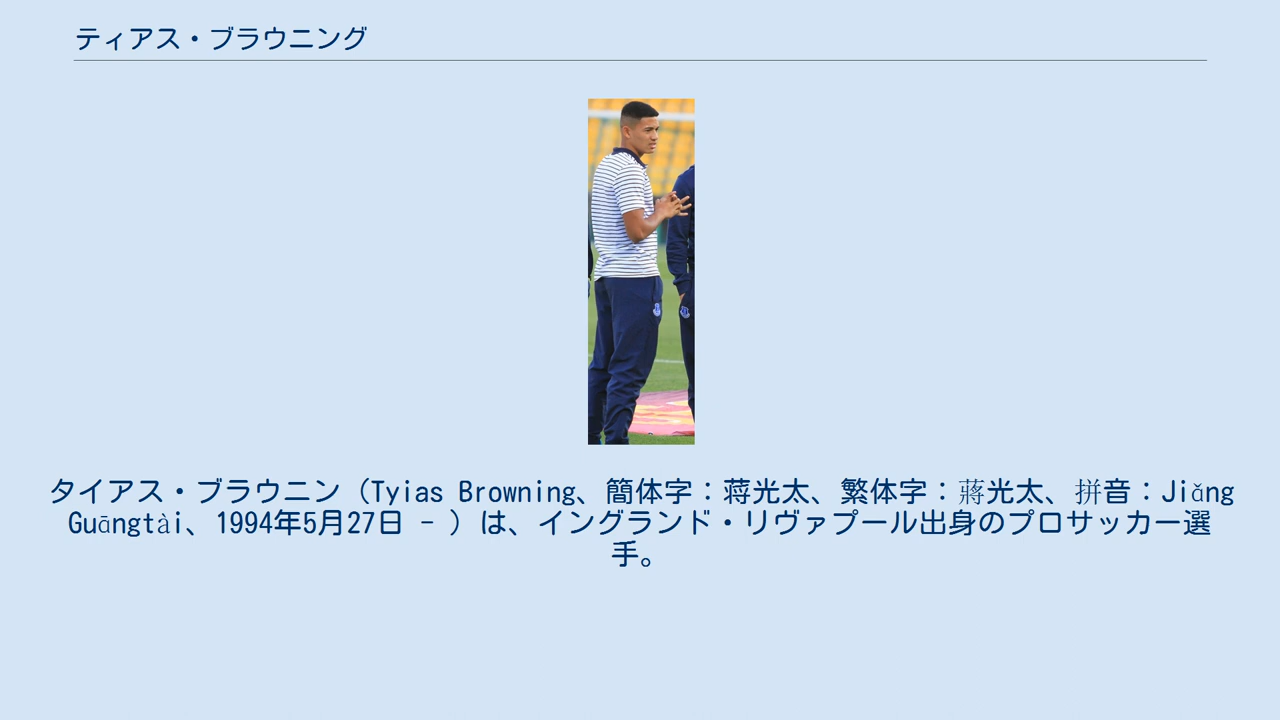 ティアス・ブラウニング
タイアス・ブラウニン（Tyias Browning、簡体字：蒋光太、繁体字：蔣光太、拼音：Jiǎng
Guāngtài、1994年5月27日 - ）は、イングランド・リヴァプール出身のプロサッカー選
手。